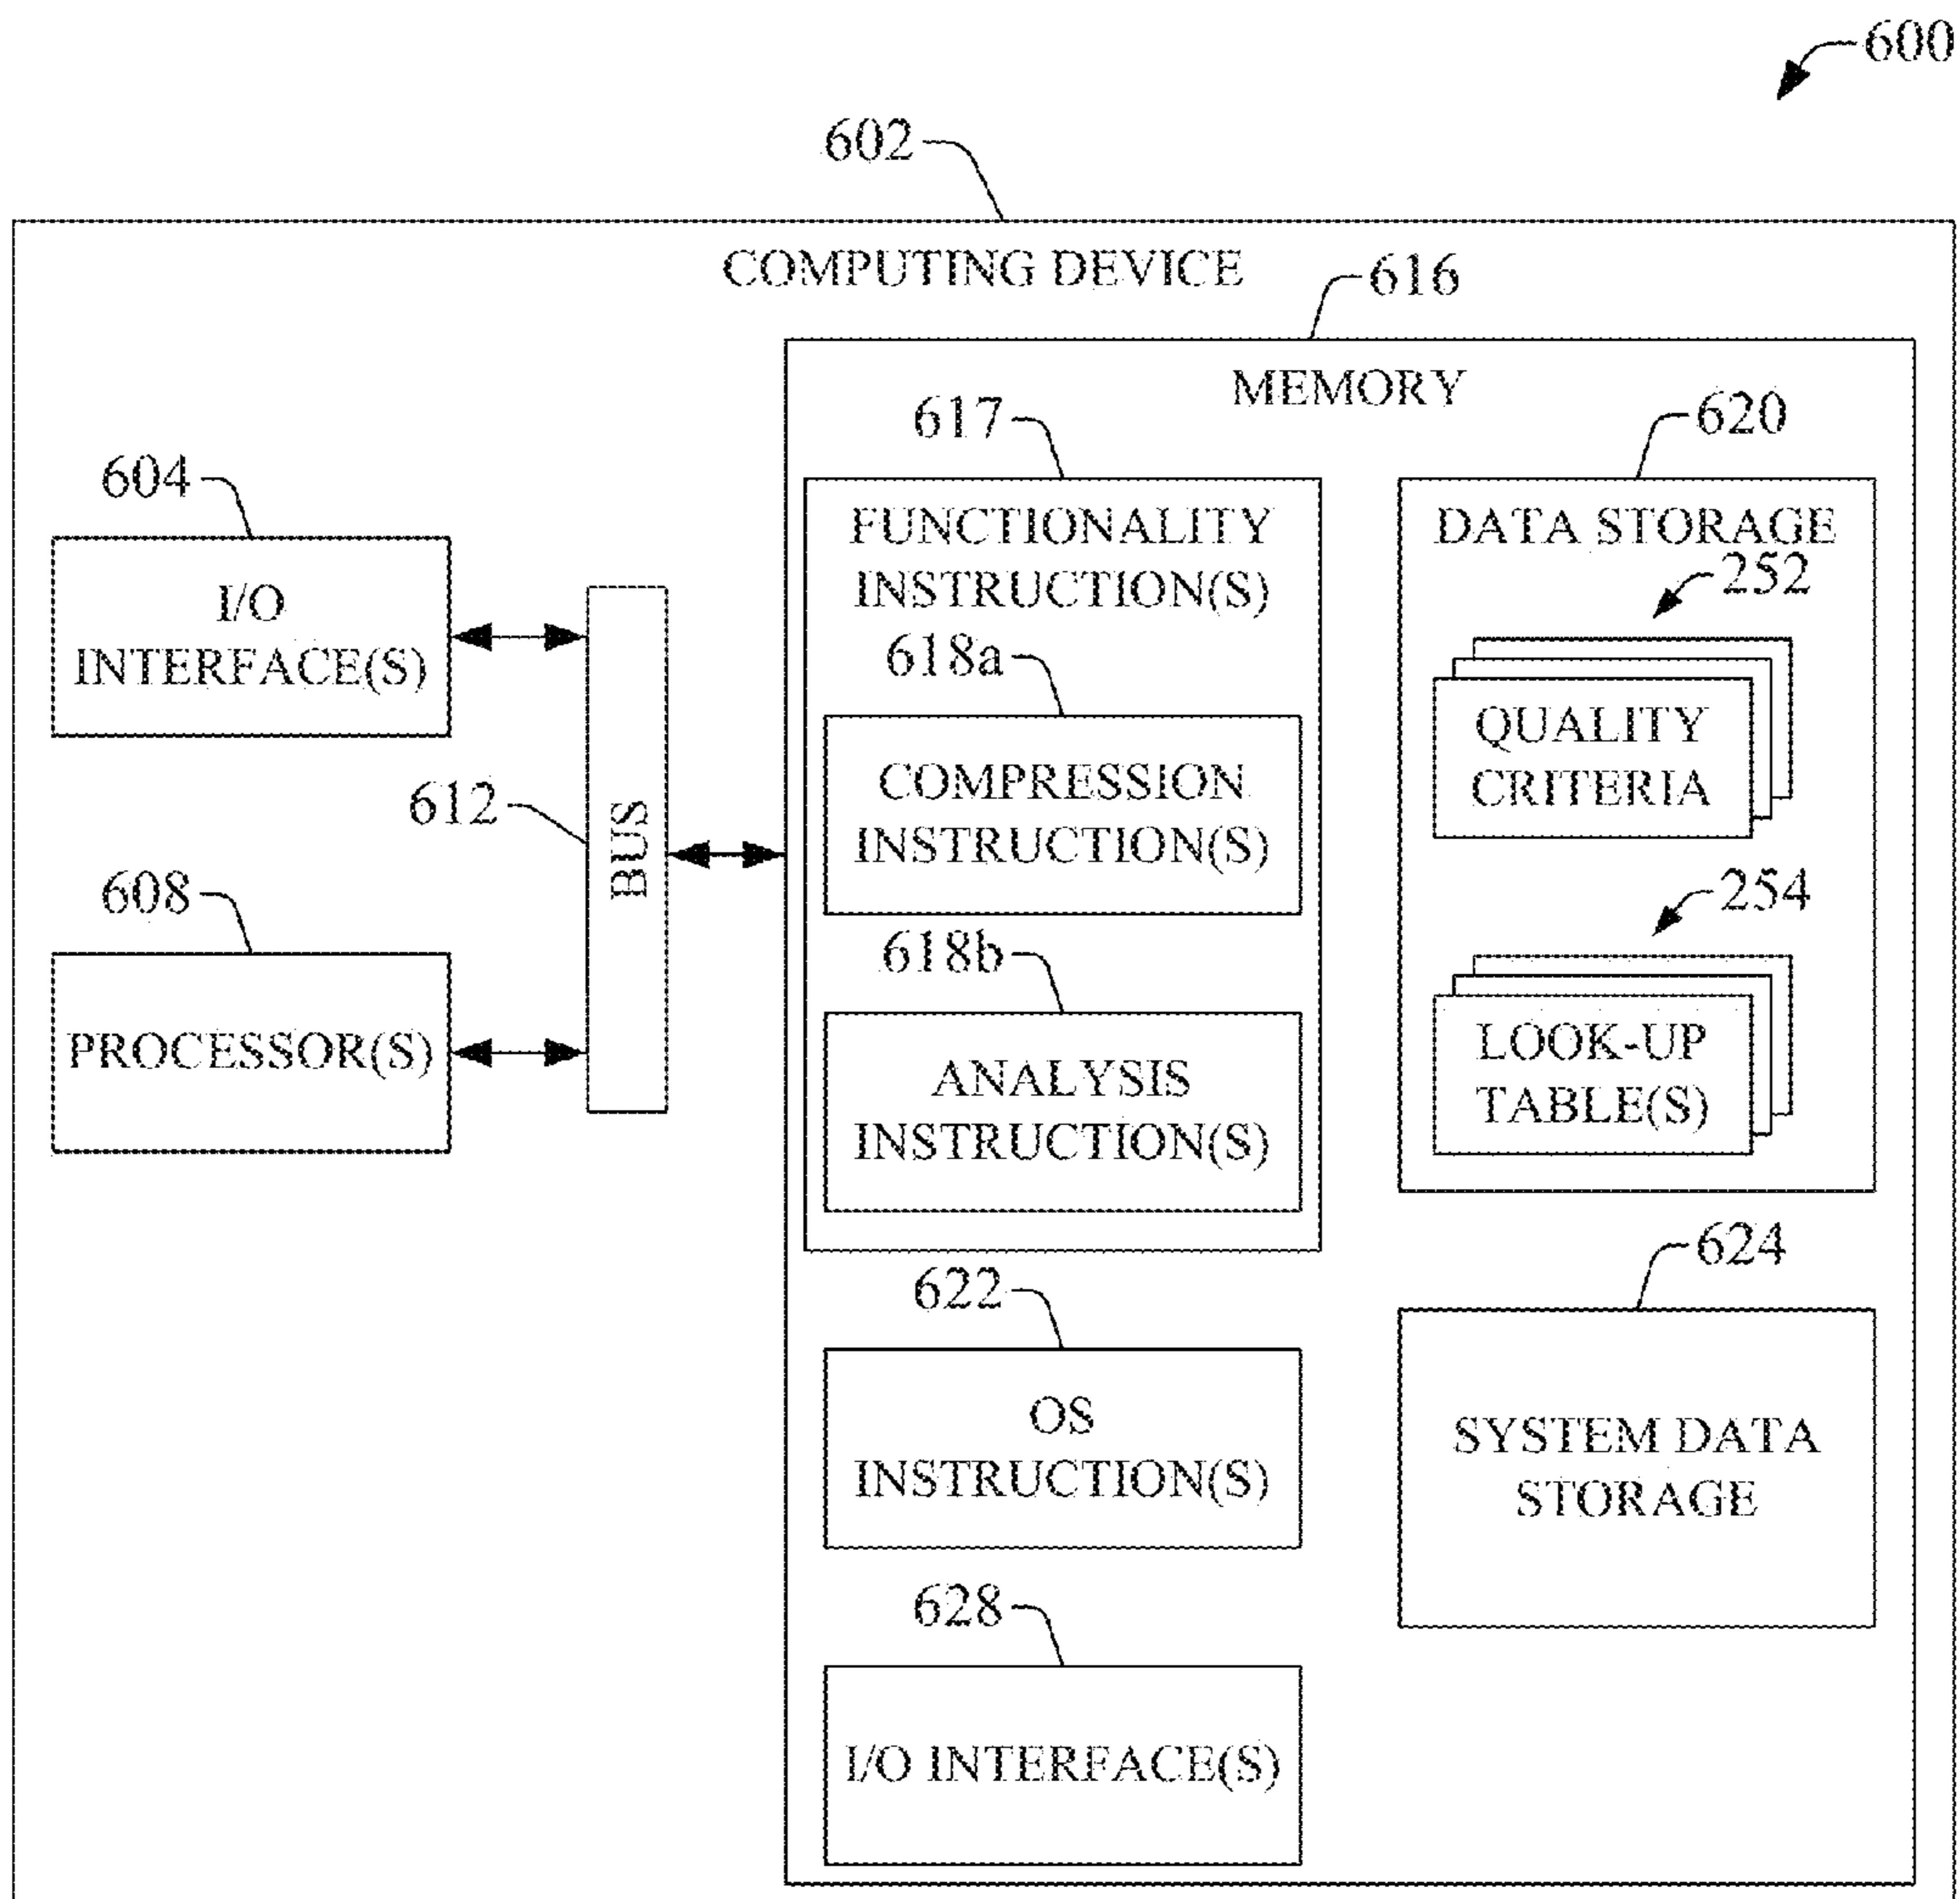 600
602
COMPUTING DEVICE
616
MEMORY
617
620
604
FUNCTIONALITY
INSTRUCTION(S)
DATA STORAGE
252
I/O
INTERFACE(S)
618a
QUALITY
CRITERIA
COMPRESSION
INSTRUCTION(S)
612
BUS
608
254
618b
PROCESSOR(S)
LOOK-UP
TABLE(S)
ANALYSIS
INSTRUCTION(S)
624
622
OS
INSTRUCTION(S)
SYSTEM DATA
STORAGE
628
I/O INTERFACE(S)